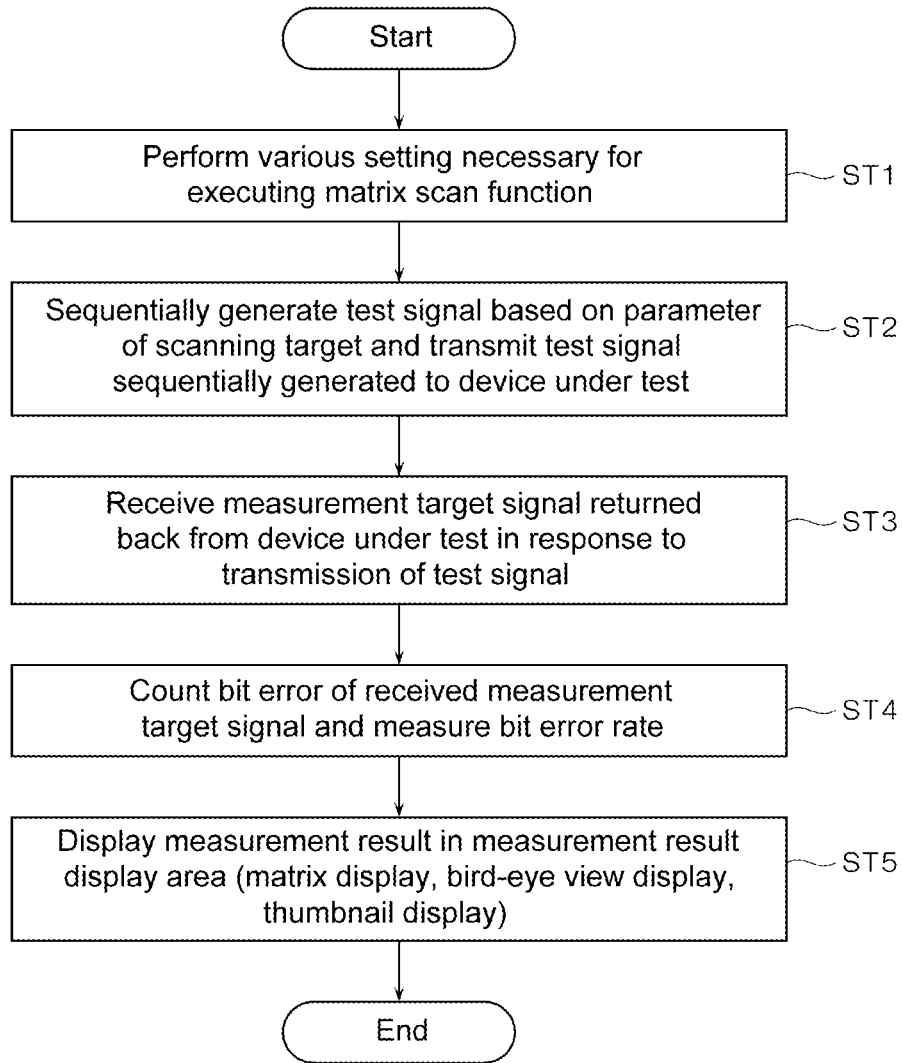 Start
Perform various setting necessary for
executing matrix scan function
ST1
Sequentially generate test signal based on parameter
of scanning target and transmit test signal
sequentially generated to device under test
ST2
Receive measurement target signal returned
back from device under test in response to
transmission of test signal
ST3
Count bit error of received measurement
target signal and measure bit error rate
ST4
Display measurement result in measurement result
display area (matrix display, bird-eye view display,
thumbnail display)
ST5
End